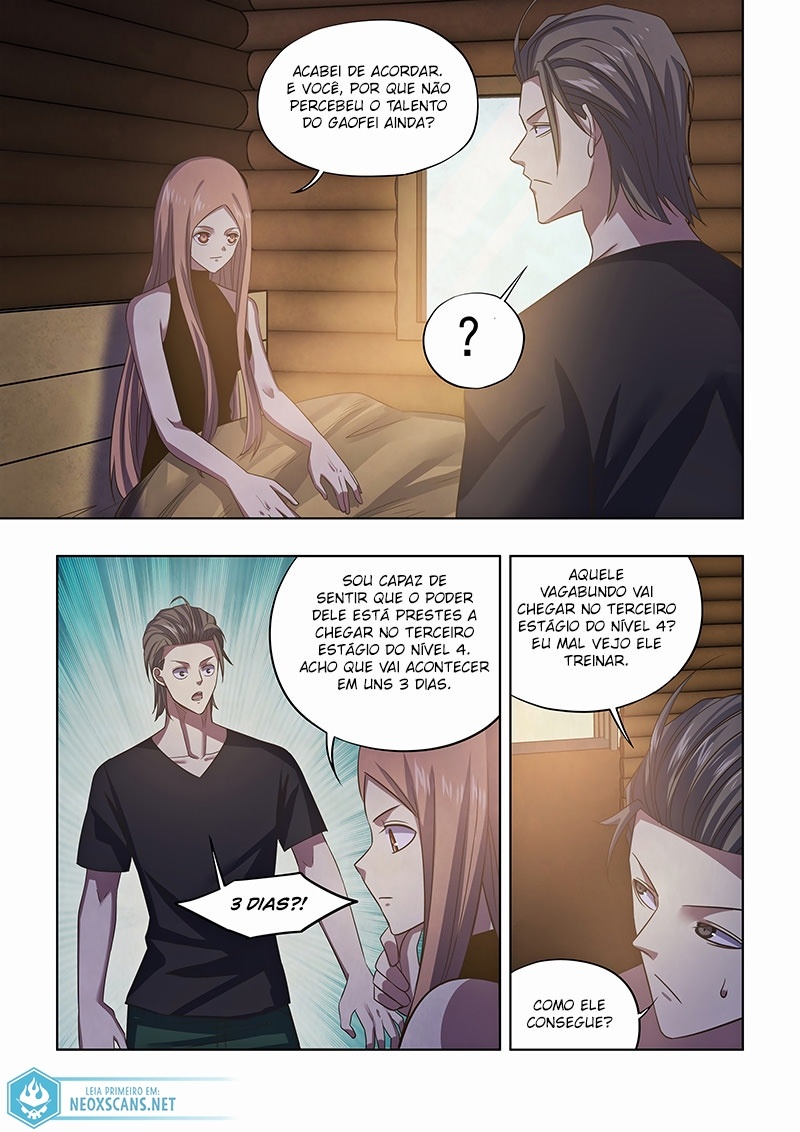 ACABEI DE ACORDAR.
E VOCÊ, POR QUE NÃO
PERCEBEU O TALENTO
DO GAOFEI AINDA?
?
SOU CAPAZ DE
SENTIR QUE O PODER
DELE ESTÁ PRESTES A
CHEGAR NO TERCEIRO
ESTÁGIO DO NÍVEL 4.
ACHO QUE VAI ACONTECER
EM UNS 3 DIAS.
3 DIAS?!
AQUELE
VAGABUNDO VAI
CHEGAR NO TERCEIRO
ESTÁGIO DO NÍVEL 4?
EU MAL VEJO ELE
TREINAR.
COMO ELE
CONSEGUE?
LEIA PRIMEIRO EM:
NEOXSCANS.NET